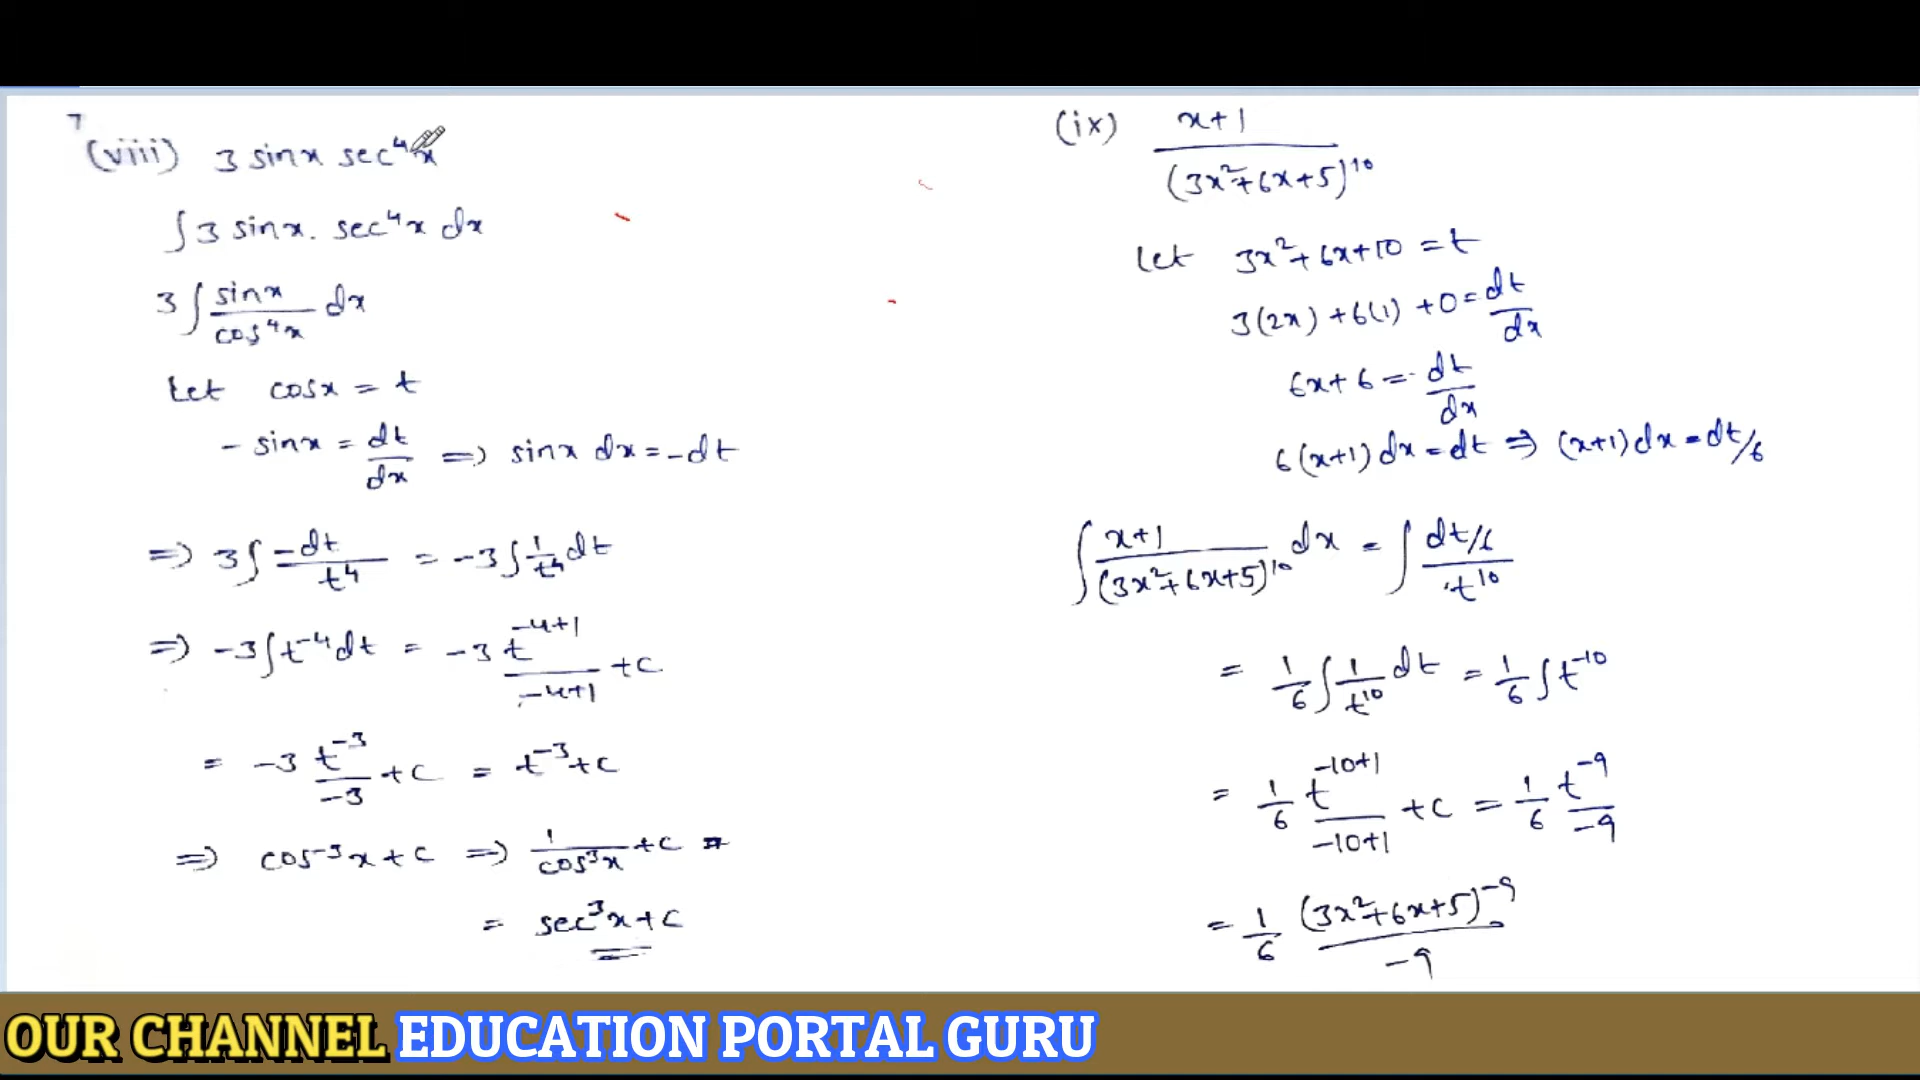 (viii) 3 sinx sec⁴x
∫3 sinx. sec⁴x dx
3∫ sinx/cos⁴x dx
Let cosx = t
- sinx = dt/dx ⇒ sinx dx = -dt
⇒ 3∫ -dt/t⁴ = -3∫ 1/t⁴ dt
⇒ -3∫t⁻⁴dt = -3 t⁻⁴⁺¹/-4+1 + c
= -3 t⁻³/-3 + c = t⁻³ + c
⇒ cos⁻³x + c ⇒ 1/cos³x + c =
= sec³x + c
(ix) x+1/(3x²+6x+5)¹⁰
Let 3x²+6x+10 = t
3(2x)+6(1)+0 = dt/dx
6x+6 = dt/dx
6(x+1)dx = dt ⇒ (x+1)dx = dt/6
∫ x+1/(3x²+6x+5)¹⁰ dx = ∫ dt/6/t¹⁰
= 1/6 ∫ 1/t¹⁰ dt = 1/6 ∫t⁻¹⁰
= 1/6 t⁻¹⁰⁺¹/-10+1 + c = 1/6 t⁻⁹/-9
= 1/6 (3x²+6x+5)⁻⁹/-9
OUR CHANNEL EDUCATION PORTAL GURU